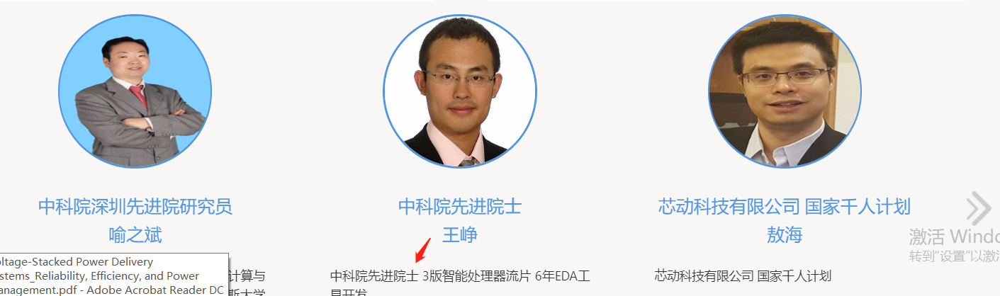 中科院深圳先进院研究员
喻之斌
中科院先进院士
王峥
芯动科技有限公司 国家千人计划
敖海
激活 Windo
转到“设置”以激
oltage-Stacked Power Delivery
stems_Reliability, Efficiency, and Power
anagement.pdf - Adobe Acrobat Reader DC
计算与
斯大学
中科院先进院士 3版智能处理器流片 6年EDA工
具开发
芯动科技有限公司 国家千人计划